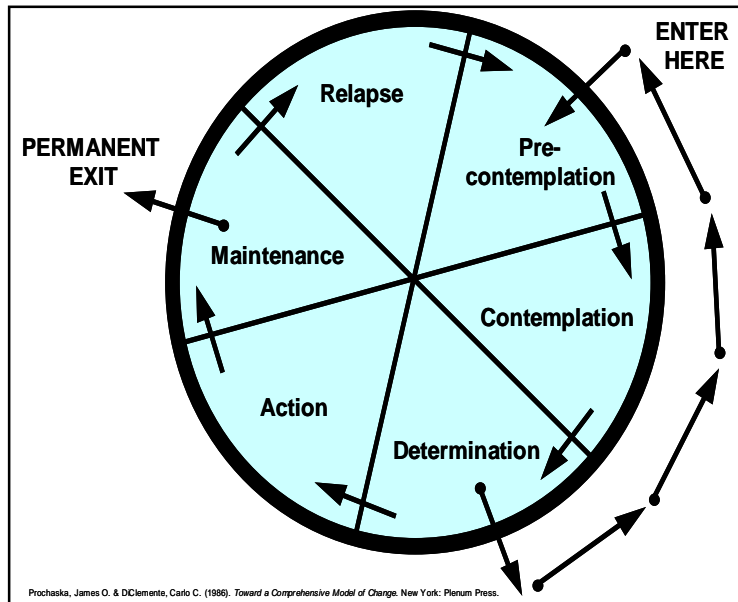 ENTER
HERE
Relapse
Pre-
contemplation
PERMANENT
EXIT
Maintenance
Contemplation
Action
Determination
Prochaska, James O. & DiClemente, Carlo C. (1986). Toward a Comprehensive Model of Change. New York: Plenum Press.